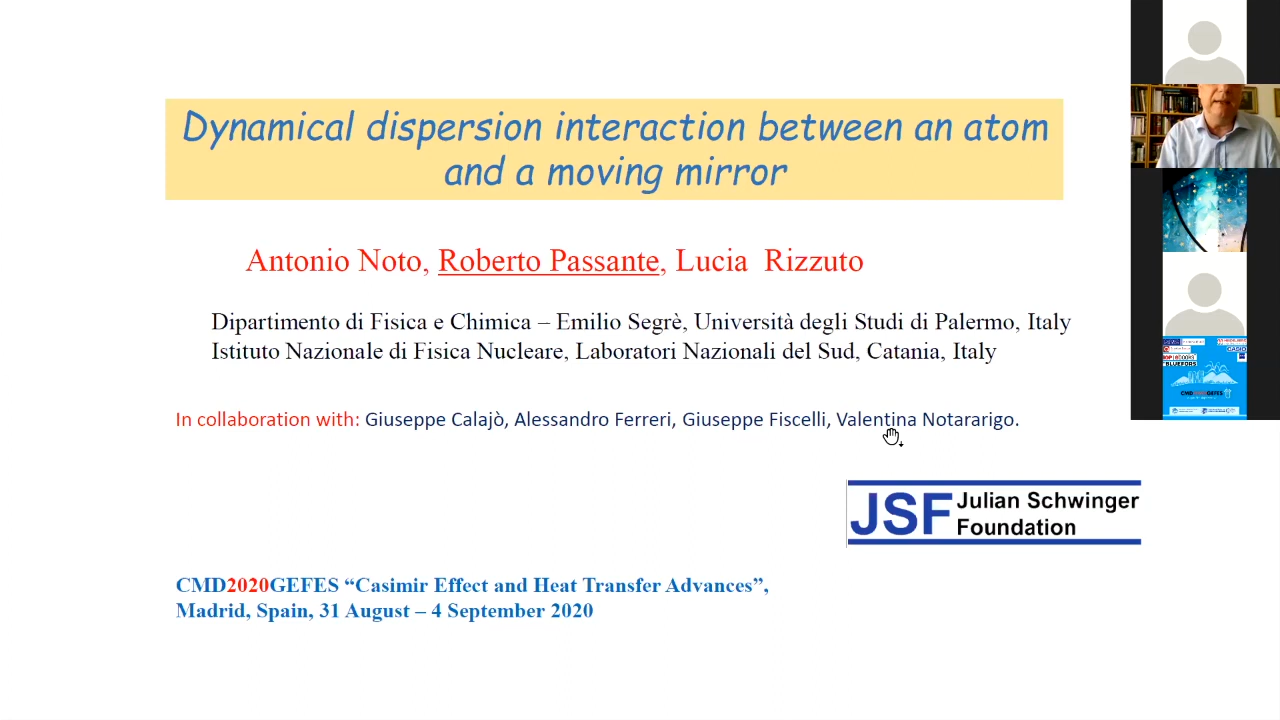 Dynamical dispersion interaction between an atom
and a moving mirror
Antonio Noto, Roberto Passante, Lucia Rizzuto
Dipartimento di Fisica e Chimica – Emilio Segrè, Università degli Studi di Palermo, Italy
Istituto Nazionale di Fisica Nucleare, Laboratori Nazionali del Sud, Catania, Italy
In collaboration with: Giuseppe Calajò, Alessandro Ferreri, Giuseppe Fiscelli, Valentina Notararigo.
JSF Julian Schwinger
Foundation
CMD2020GEFES “Casimir Effect and Heat Transfer Advances”,
Madrid, Spain, 31 August – 4 September 2020
CMD2020GEFES